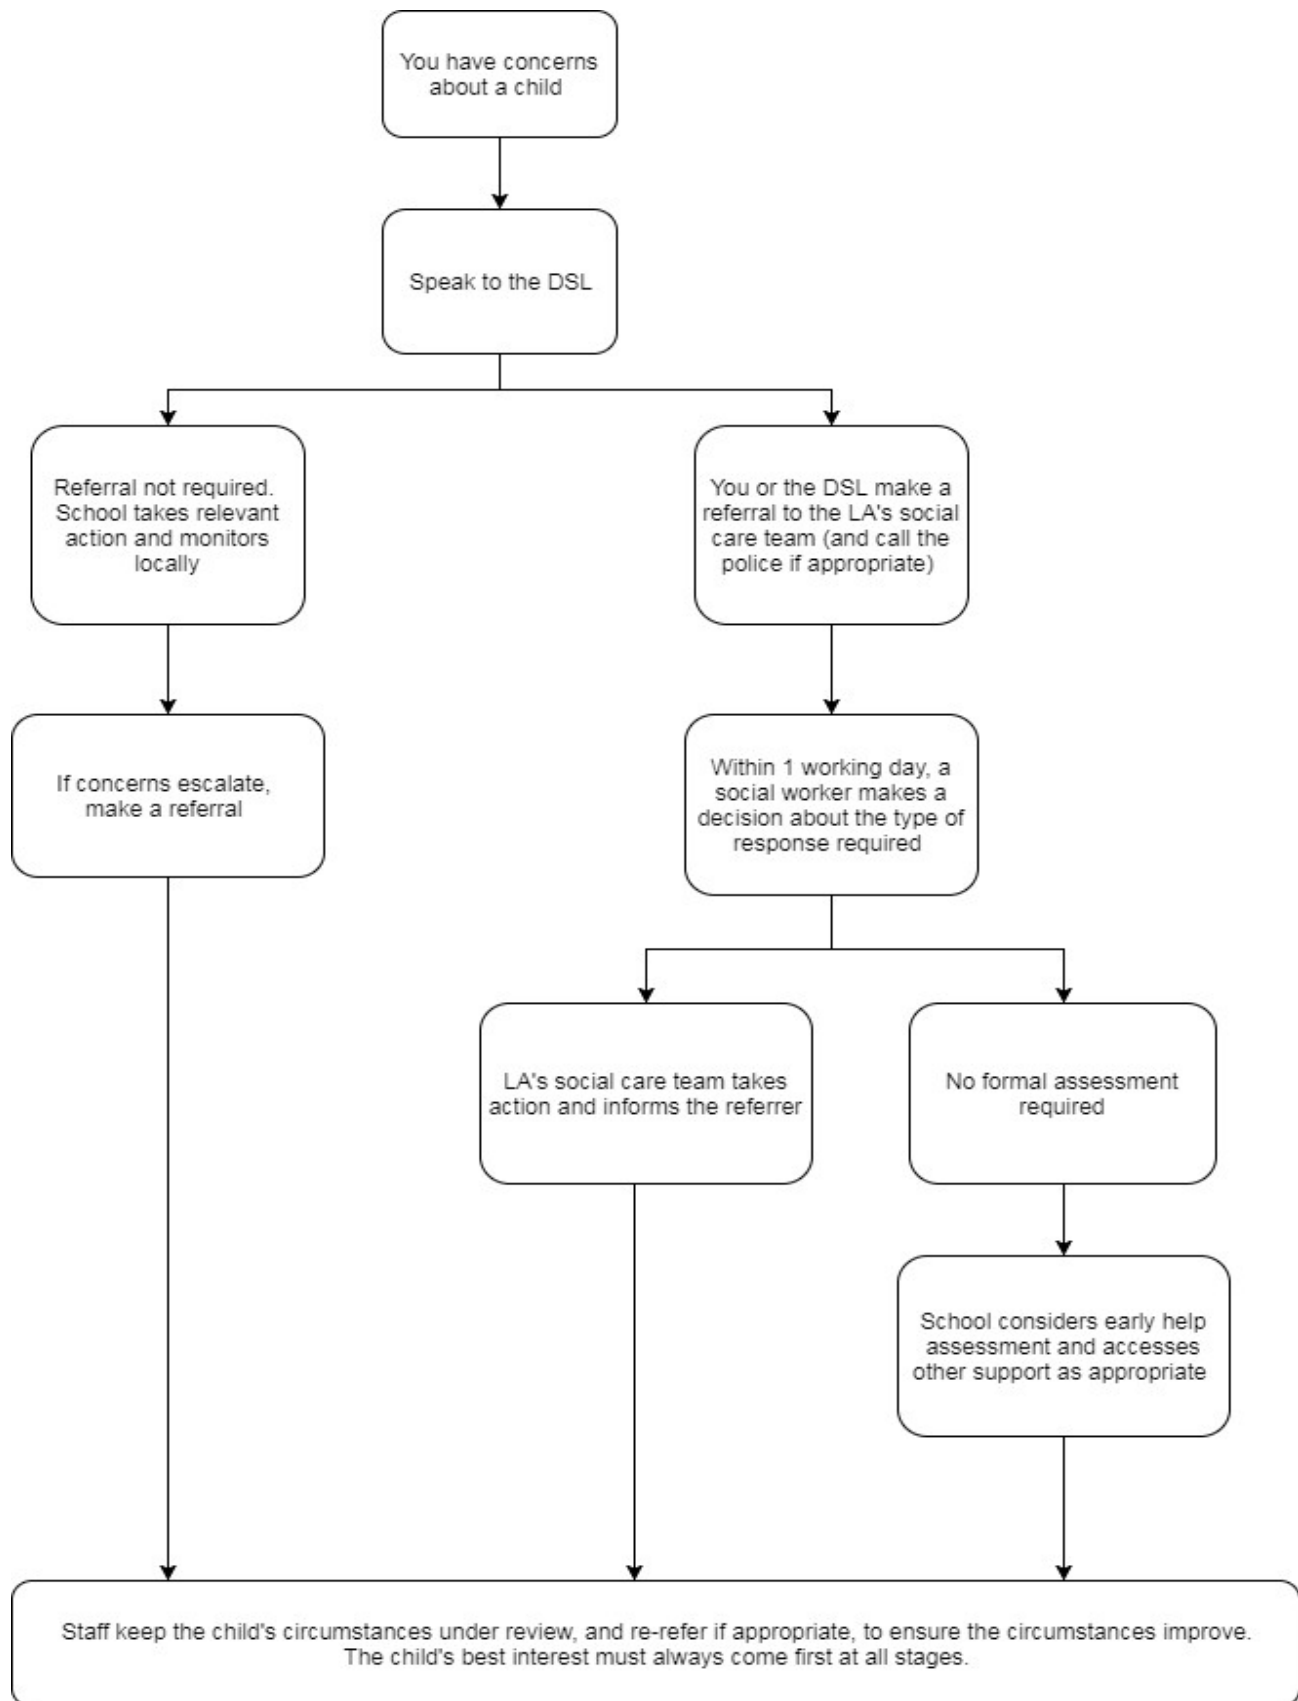 You have concerns
about a child
Speak to the DSL
Referral not required.
School takes relevant
action and monitors
locally
You or the DSL make a
referral to the LA's social
care team (and call the
police if appropriate)
If concerns escalate,
make a referral
Within 1 working day, a
social worker makes a
decision about the type of
response required
LA's social care team takes
action and informs the referrer
No formal assessment
required
School considers early help
assessment and accesses
other support as appropriate
Staff keep the child's circumstances under review, and re-refer if appropriate, to ensure the circumstances improve.
The child's best interest must always come first at all stages.